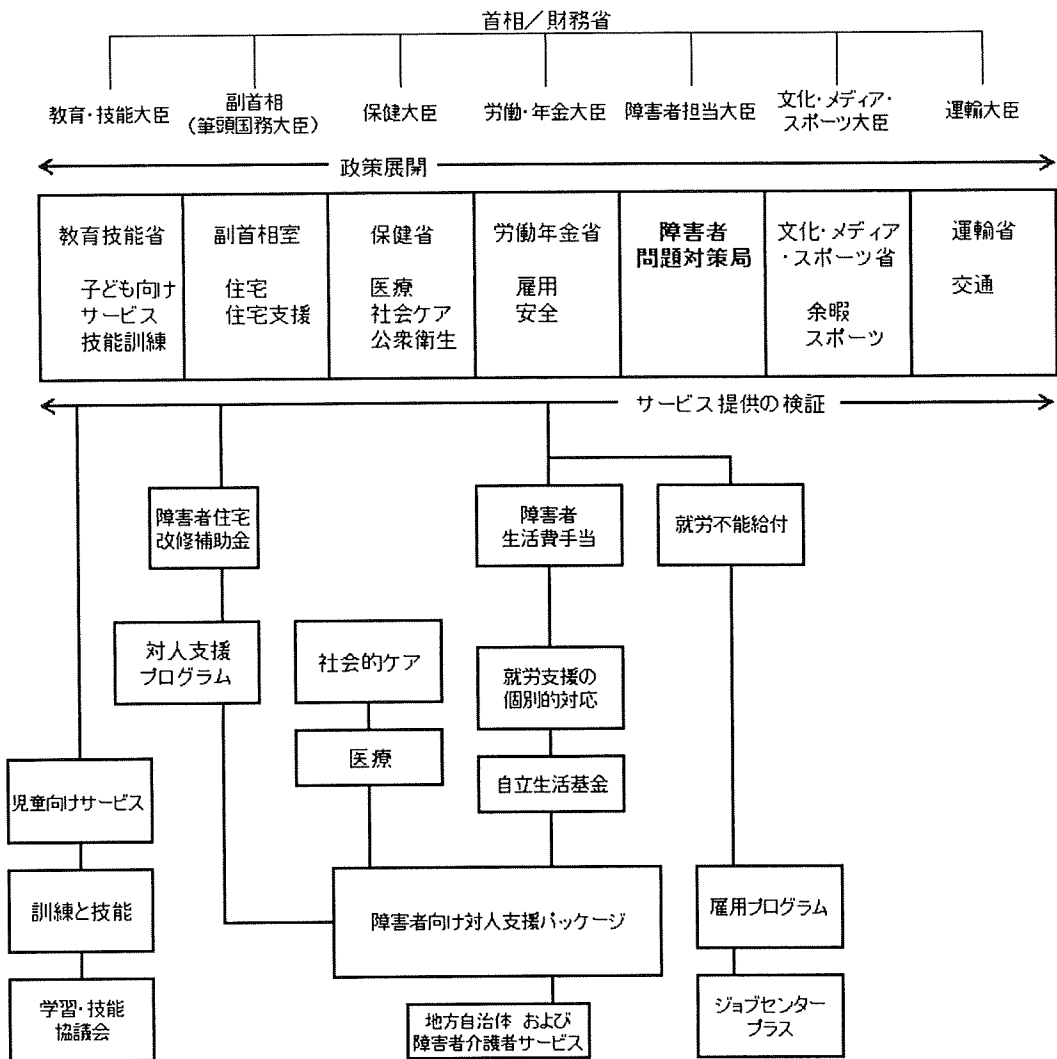 首相／財務省
教育・技能大臣
副首相
（筆頭国務大臣）
保健大臣
労働・年金大臣
障害者担当大臣
文化・メディア・
スポーツ大臣
運輸大臣
政策展開
教育技能省
子ども向け
サービス
技能訓練
副首相室
住宅
住宅支援
保健省
医療
社会ケア
公衆衛生
労働年金省
雇用
安全
障害者
問題対策局
文化・メディア
・スポーツ省
余暇
スポーツ
運輸省
交通
サービス提供の検証
障害者住宅
改修補助金
障害者
生活費手当
就労不能給付
対人支援
プログラム
社会的ケア
就労支援の
個別的対応
医療
自立生活基金
児童向けサービス
訓練と技能
障害者向け対人支援パッケージ
雇用プログラム
学習・技能
協議会
地方自治体 および
障害者介護者サービス
ジョブセンター
プラス